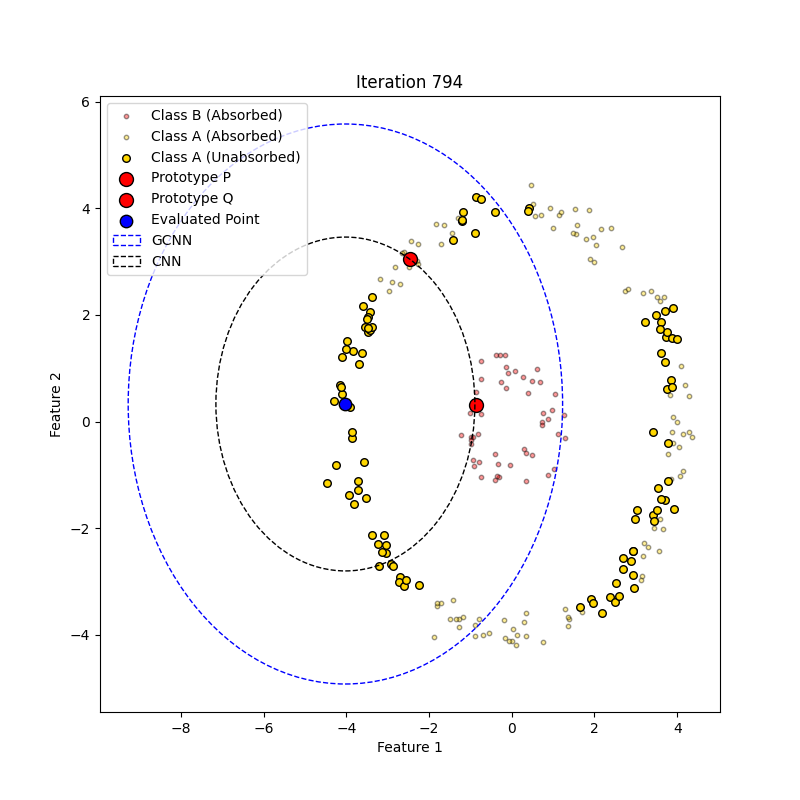 Iteration 794
Class B (Absorbed)
Class A (Absorbed)
Class A (Unabsorbed)
Prototype P
Prototype Q
Evaluated Point
GCNN
CNN
6
4
2
0
−2
−4
Feature 2
−8
−6
−4
−2
0
2
4
Feature 1